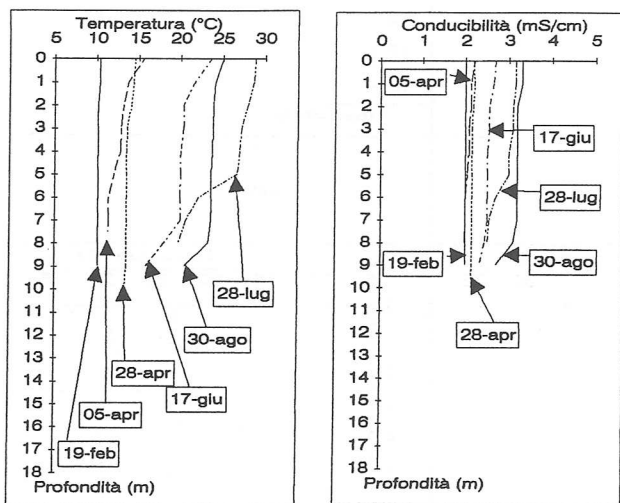 Temperatura (°C)
5 10 15 20 25 30
0
1
2
3
4
5
6
7
8
9
10
11
12
13
14
15
16
17
18
28-lug
30-ago
28-apr
17-giu
05-apr
19-feb
Profondità (m)
Conducibilità (mS/cm)
0 1 2 3 4 5
0
1
2
3
4
5
6
7
8
9
10
11
12
13
14
15
16
17
18
05-apr
17-giu
28-lug
19-feb
30-ago
28-apr
Profondità (m)